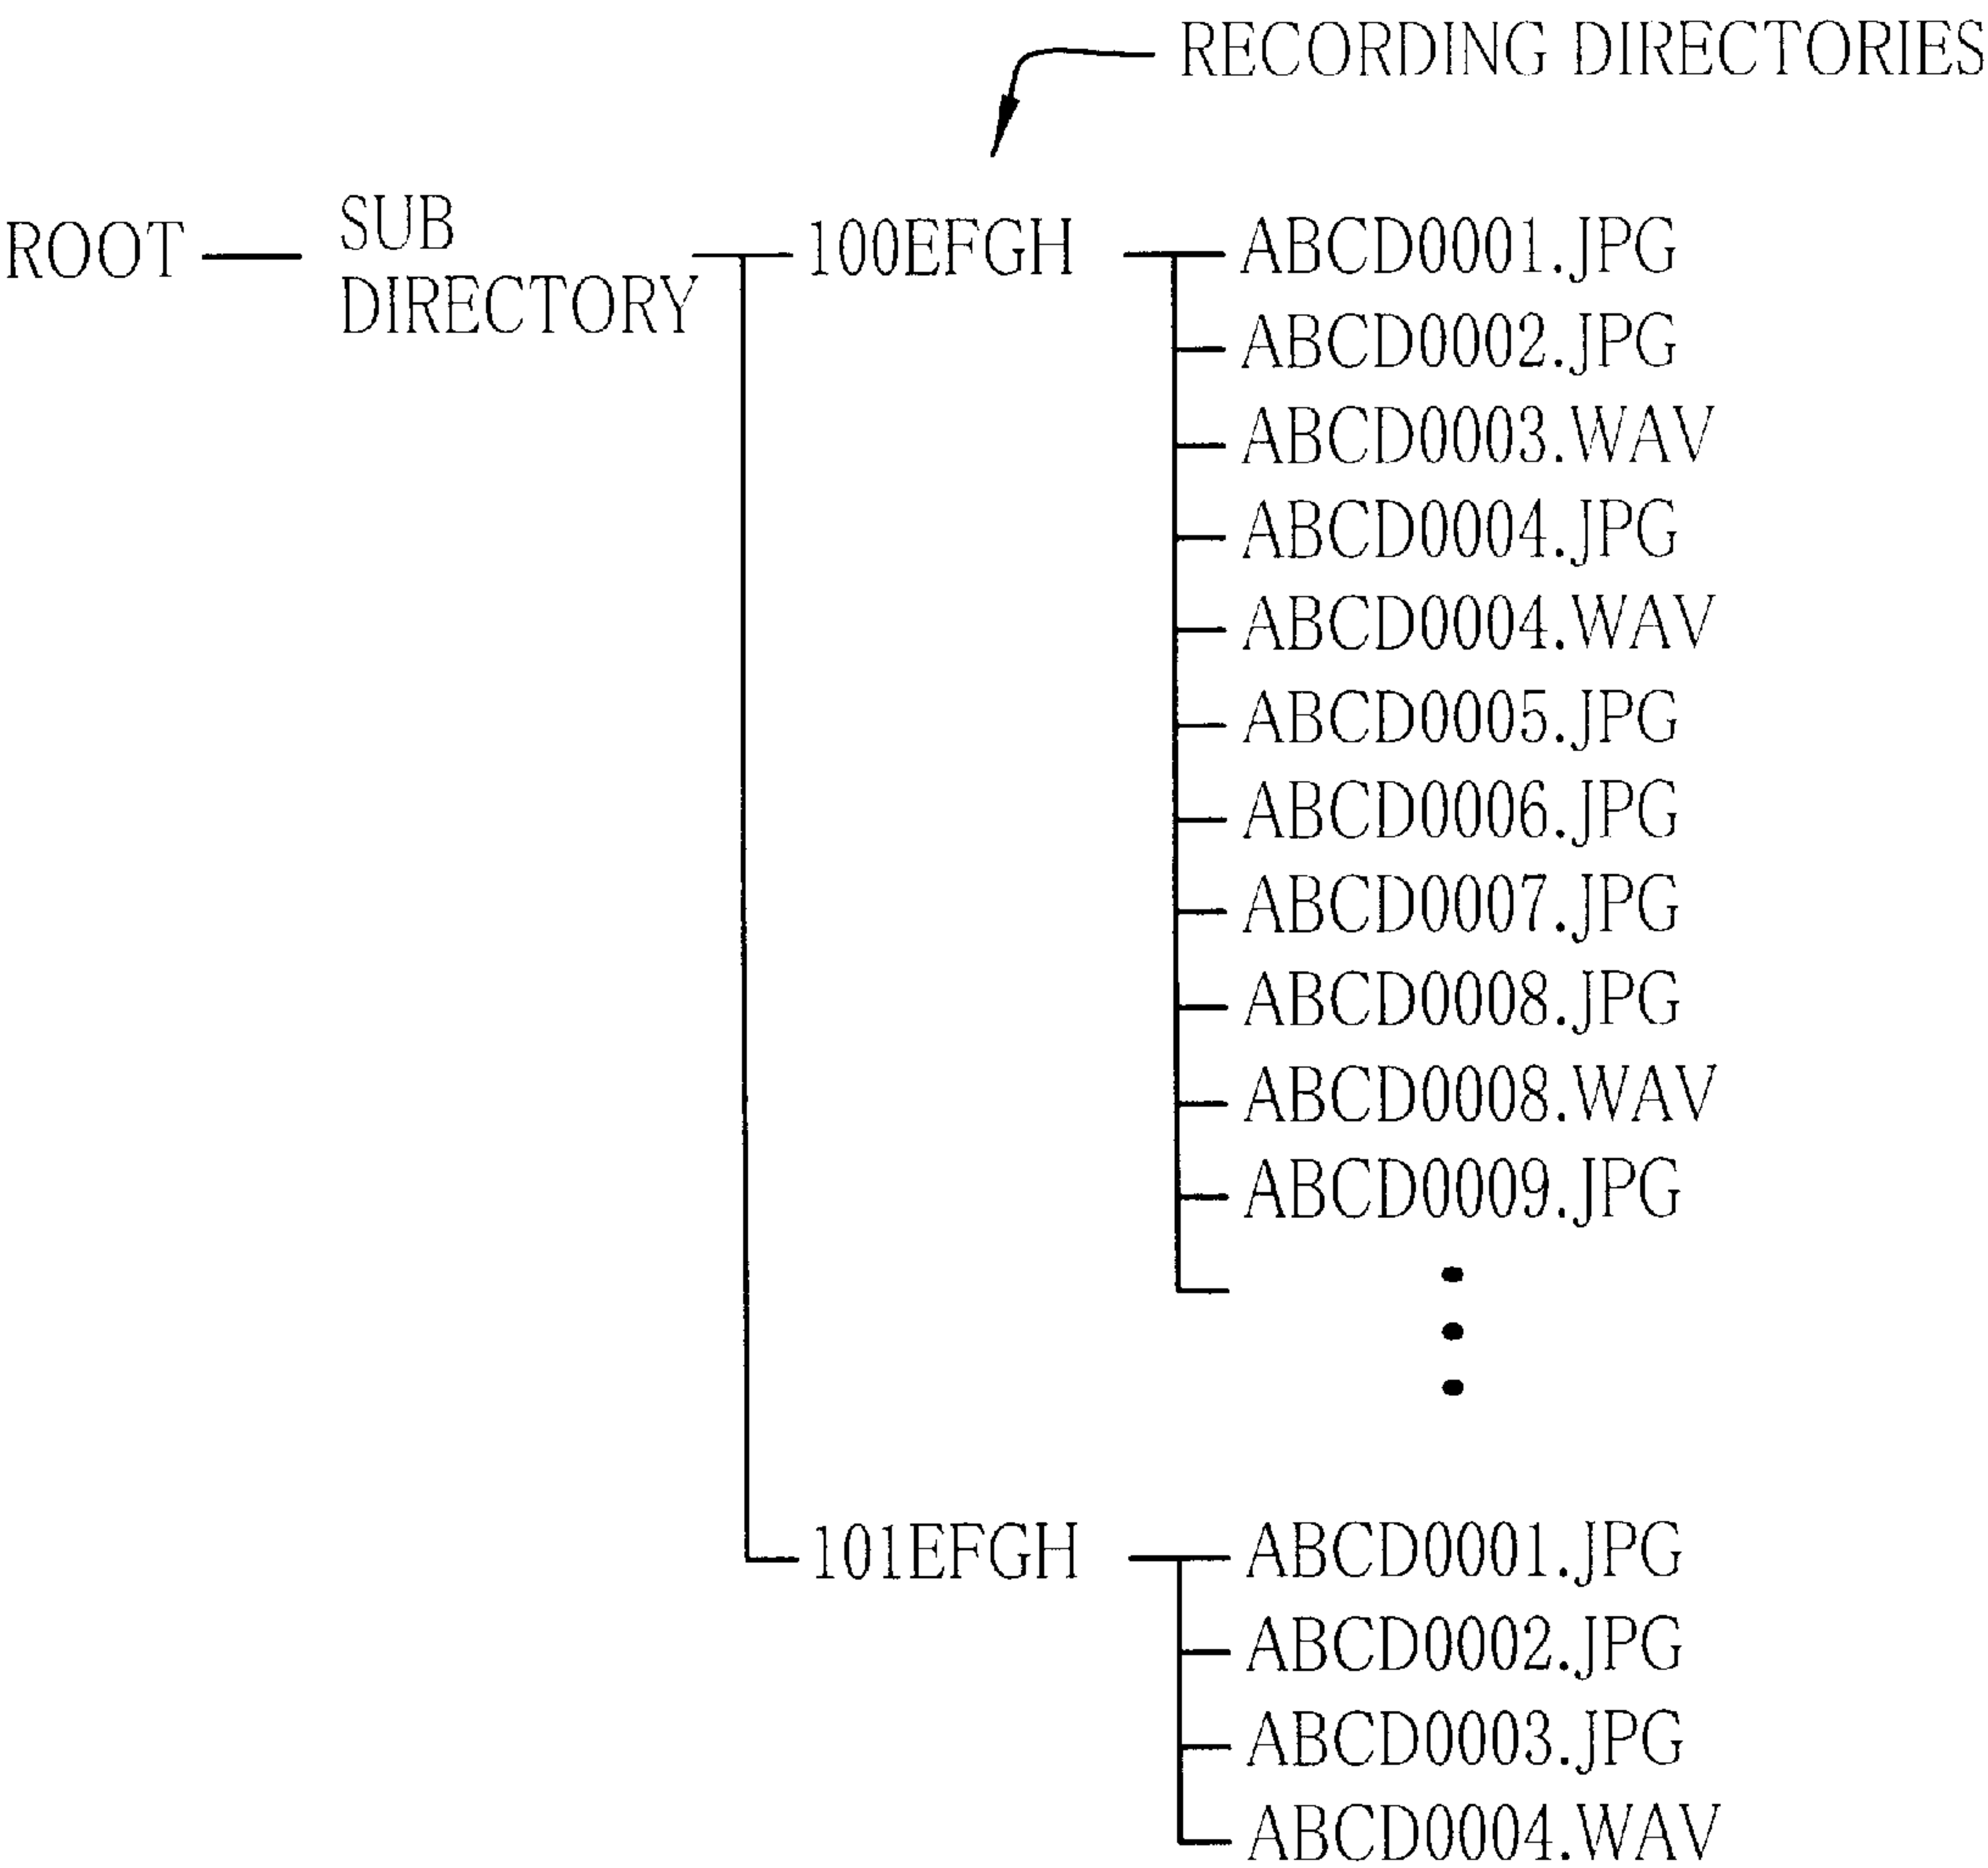 RECORDING DIRECTORIES
ROOT
SUB
DIRECTORY
100EFGH
ABCD0001.JPG
ABCD0002.JPG
ABCD0003.WAV
ABCD0004.JPG
ABCD0004.WAV
ABCD0005.JPG
ABCD0006.JPG
ABCD0007.JPG
ABCD0008.JPG
ABCD0008.WAV
ABCD0009.JPG
101EFGH
ABCD0001.JPG
ABCD0002.JPG
ABCD0003.JPG
ABCD0004.WAV